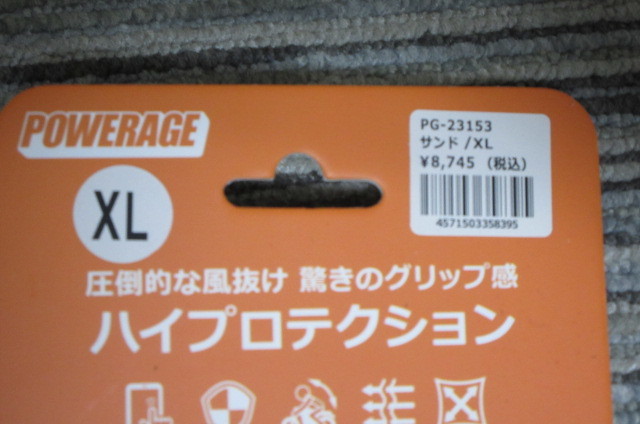 POWERAGE
XL
PG-23153
サンド/XL
¥8,745 (税込)
4571503358395
圧倒的な風抜け 驚きのグリップ感
ハイプロテクション